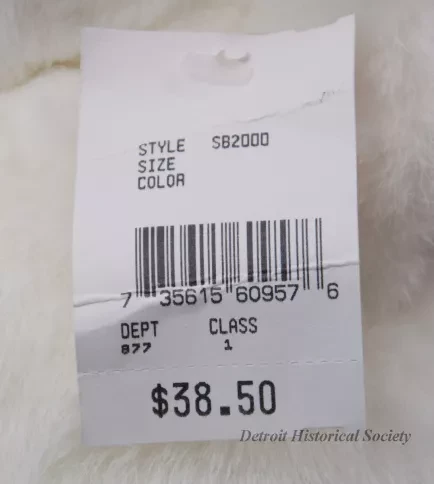 STYLE SB2000
SIZE
COLOR
7 35615 60957 6
DEPT CLASS
877 1
$38.50
Detroit Historical Society